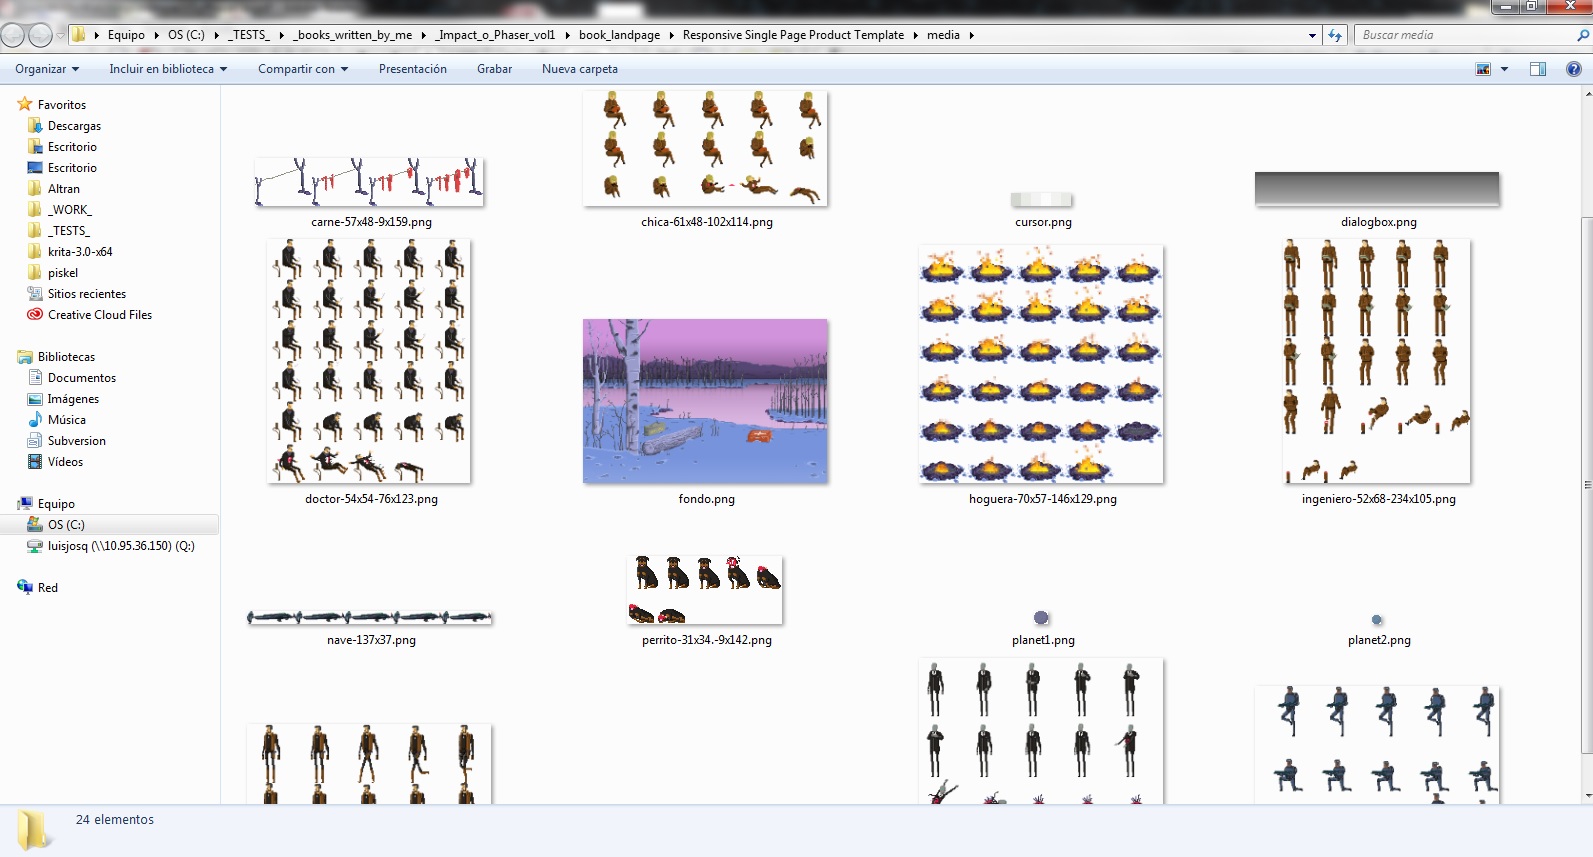 Equipo OS (C:) _TESTS_ _books_written_by_me _Impact_o_Phaser_vol1 book_landpage Responsive Single Page Product Template media
Buscar media
Organizar Incluir en biblioteca Compartir con Presentación Grabar Nueva carpeta
Favoritos
Descargas
Escritorio
Escritorio
Altran
_WORK_
_TESTS_
krita-3.0-x64
piskel
Sitios recientes
Creative Cloud Files
Bibliotecas
Documentos
Imágenes
Música
Subversion
Vídeos
Equipo
OS (C:)
luisjosq (\\10.95.36.150) (Q:)
Red
carne-57x48-9x159.png
chica-61x48-102x114.png
cursor.png
dialogbox.png
doctor-54x54-76x123.png
fondo.png
hoguera-70x57-146x129.png
ingeniero-52x68-234x105.png
nave-137x37.png
perrito-31x34.-9x142.png
planet1.png
planet2.png
24 elementos